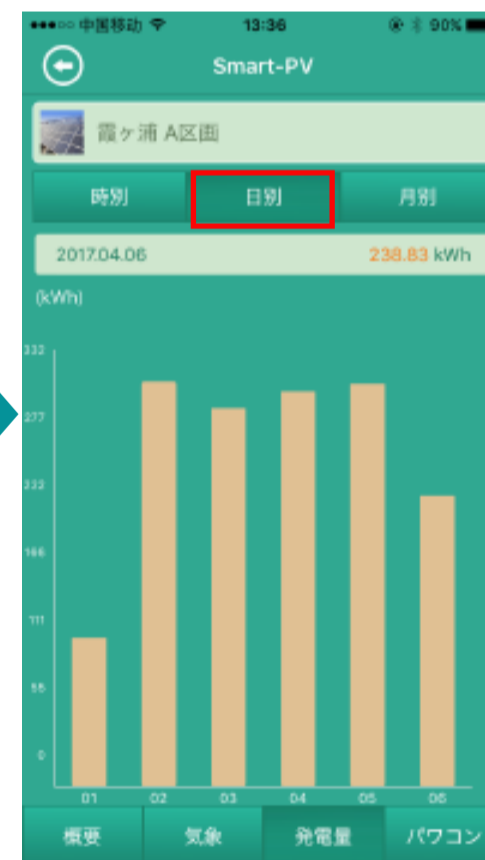 中国移动 13:36 90%
Smart-PV
霞ヶ浦 A区画
時別 日別 月別
2017.04.06 238.83 kWh
(kWh)
332
277
222
166
111
55
0
01 02 03 04 05 06
概要 気象 発電量 パワコン